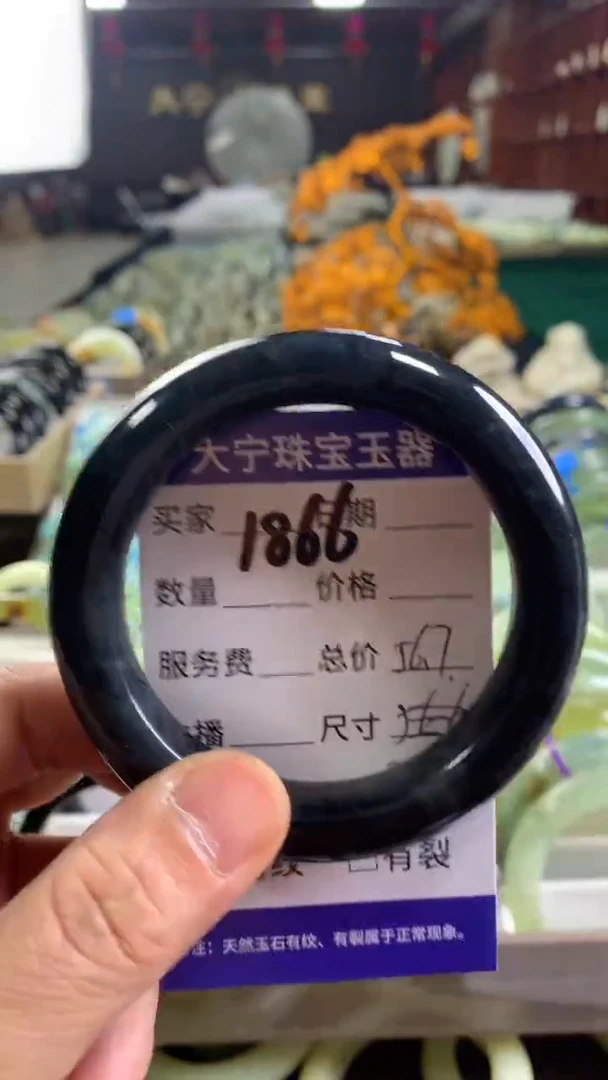 大宁珠宝玉器
买家 1866 日期
数量 价格
服务费 总价
播 尺寸
有裂
注：天然玉石有纹、有裂属于正常现象。